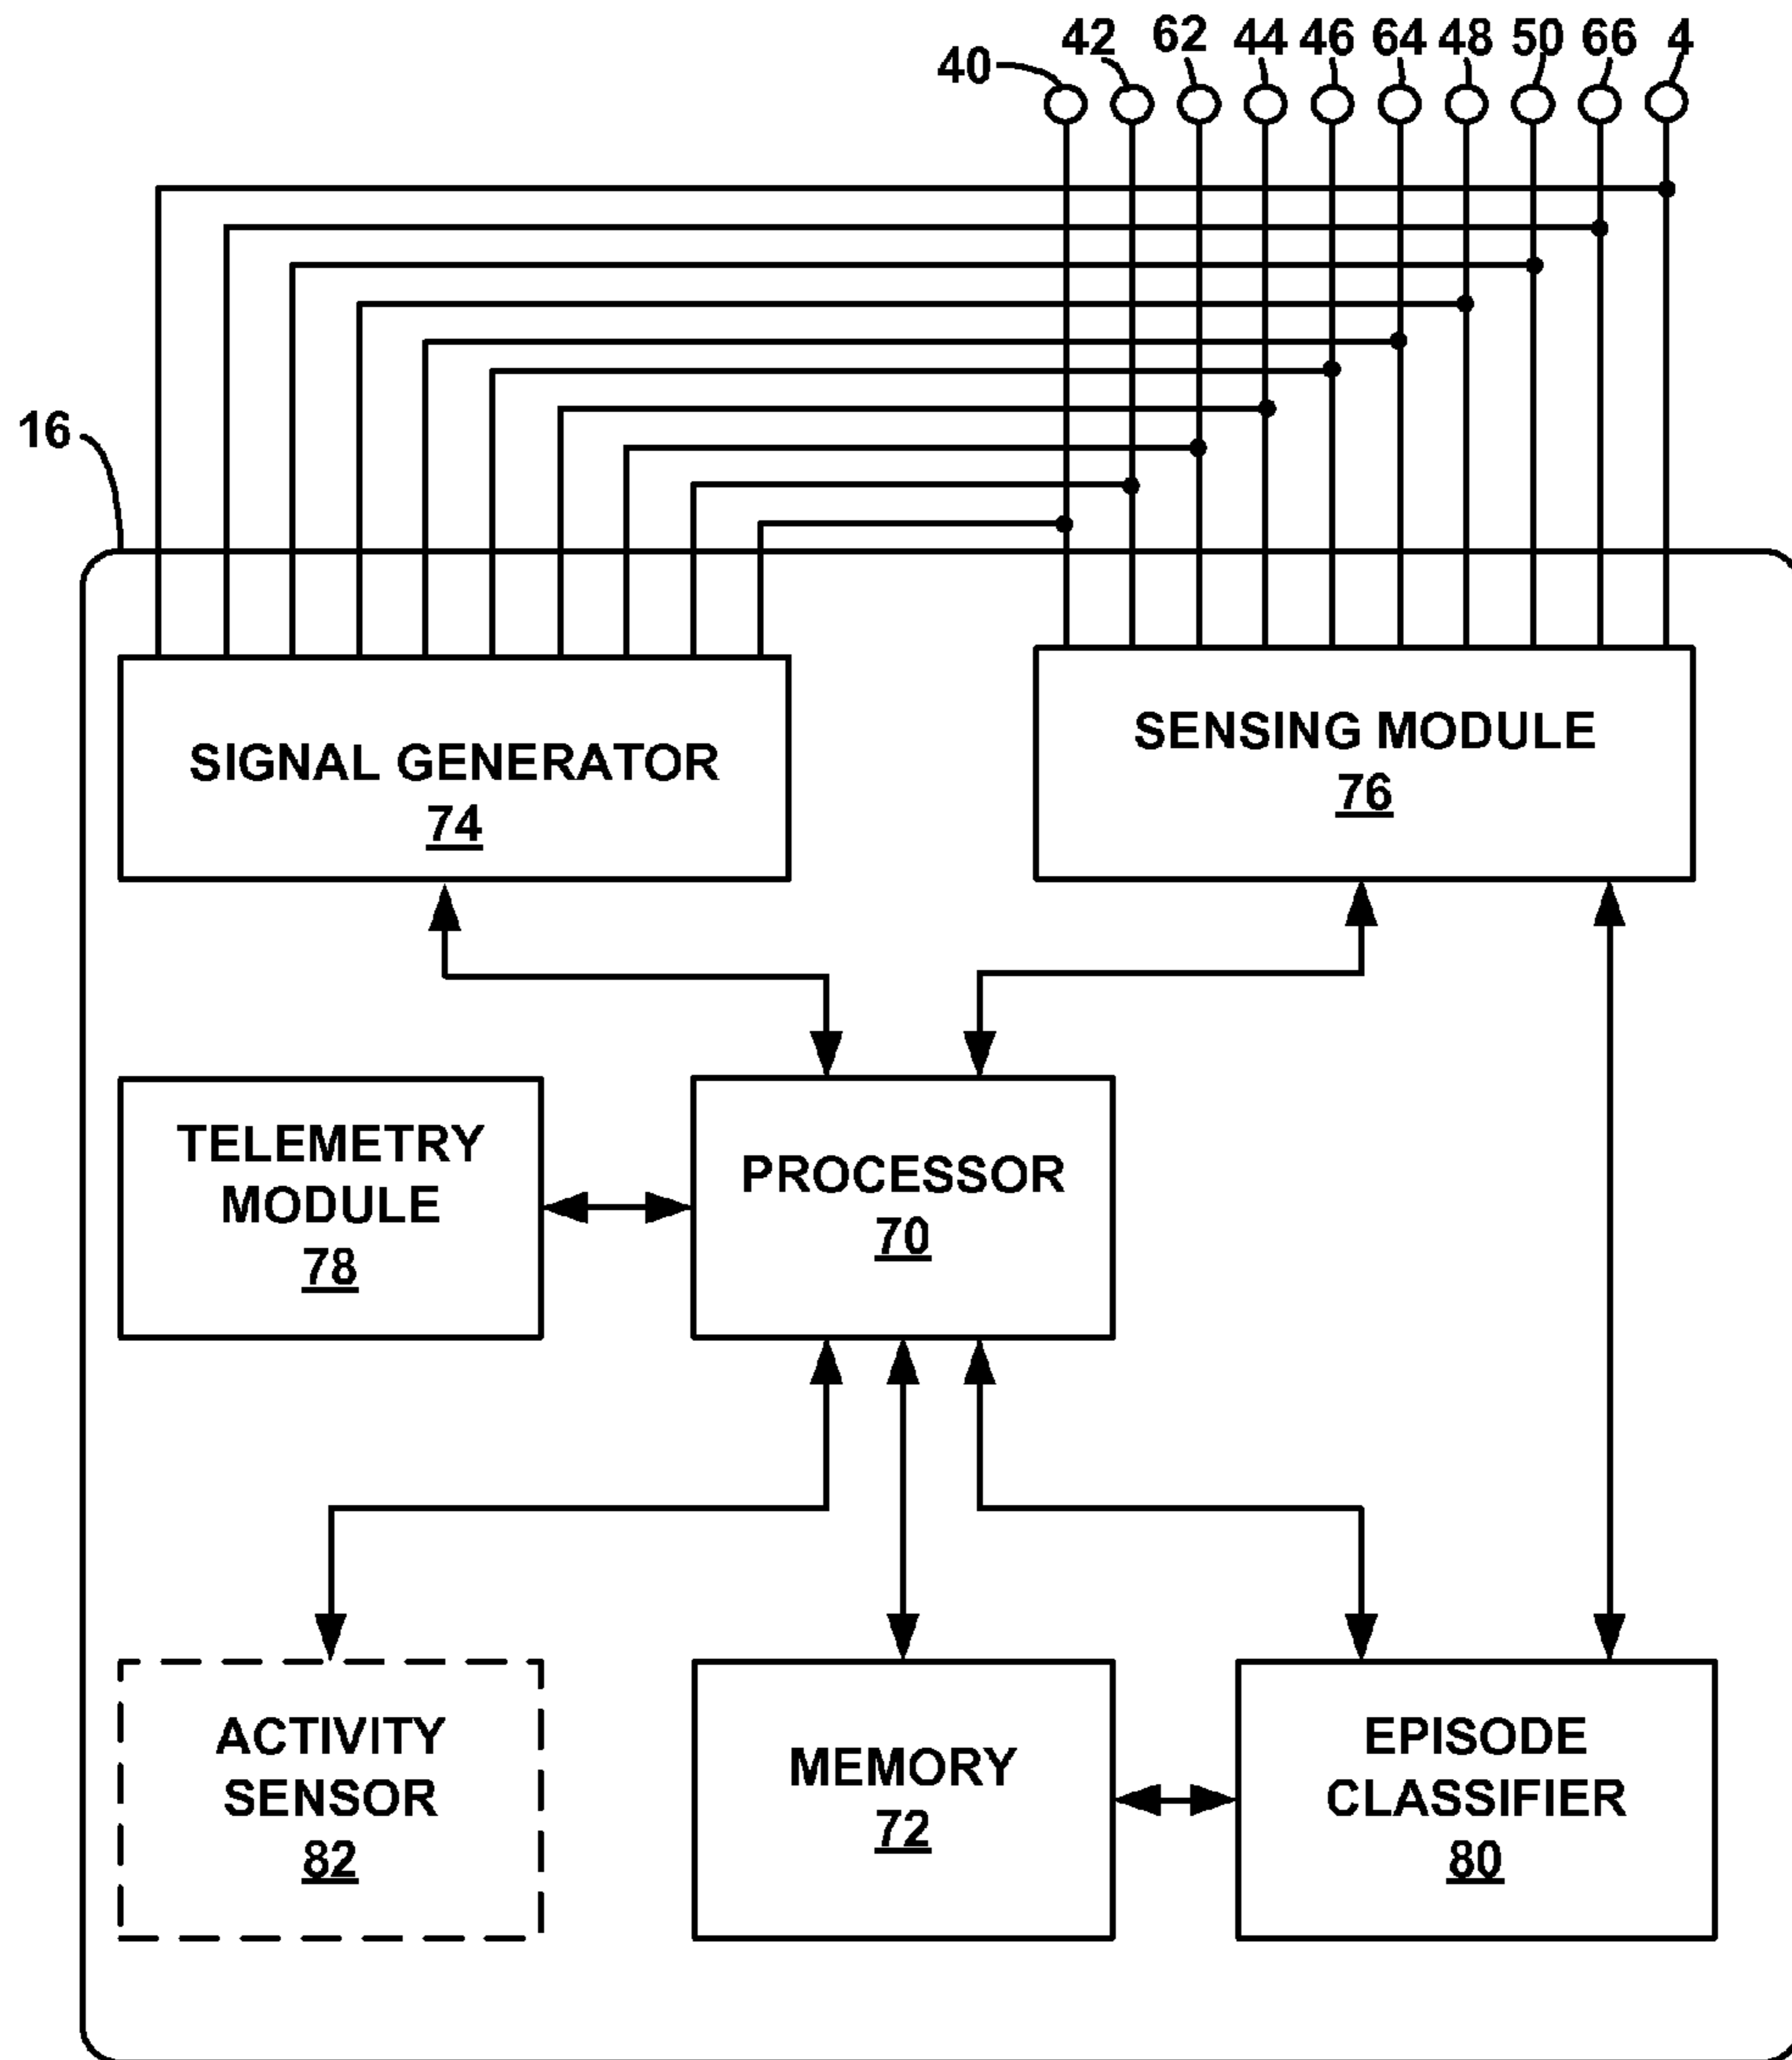 40 42 62 44 46 64 48 50 66 4
16
SIGNAL GENERATOR
74
SENSING MODULE
76
TELEMETRY
MODULE
78
PROCESSOR
70
ACTIVITY
SENSOR
82
MEMORY
72
EPISODE
CLASSIFIER
80